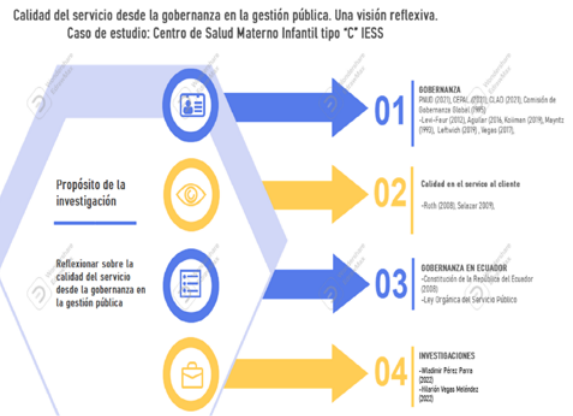 Calidad del servicio desde la gobernanza en la gestión pública. Una visión reflexiva.
Caso de estudio: Centro de Salud Materno Infantil tipo "C" IESS
Propósito de la
investigación
Reflexionar sobre la
calidad del servicio
desde la gobernanza en
la gestión pública
01
GOBERNANZA
PNUD (2021), CEPAL (2021), CLAD (2021), Comisión de
Gobernanza Global (1995)
-Levi-Faur (2012), Aguilar (2016, Kooiman (2019), Mayntz
(1993), Leftwich (2019) , Vegas (2017),
02
Calidad en el servico al cliente
-Ruth (2008), Salazar 2009),
03
GOBERNANZA EN ECUADOR
-Constitución de la República del Ecuador
(2008)
-Ley Orgánica del Servicio Público
04
INVESTIGACIONES
-Wladimir Pérez Parra
(2022)
-Hilarión Vegas Meléndez
(2022)